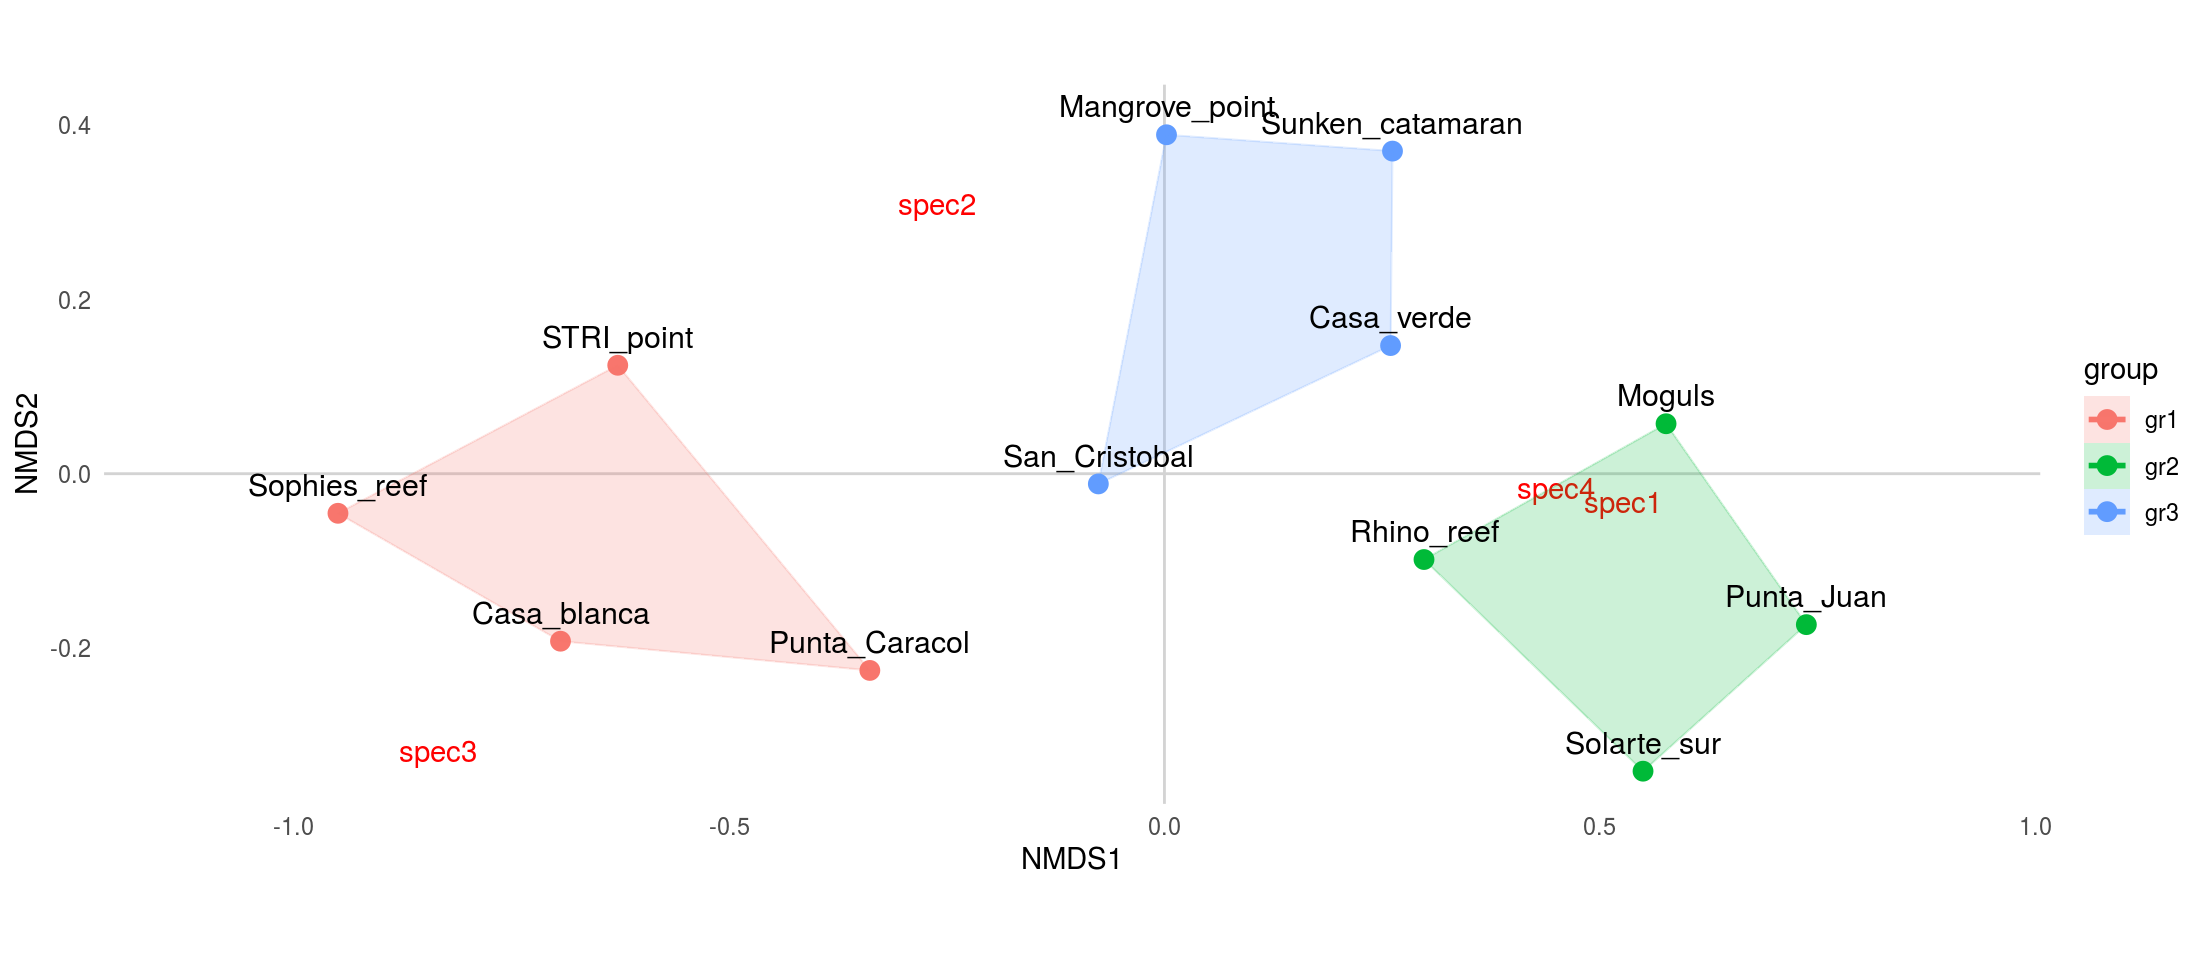 Mangrove_point
Sunken_catamaran
0.4
spec2
0.2
Casa_verde
STRI_point
Moguls
group
gr1
gr2
gr3
NMDS2
San_Cristobal
0.0
Sophies_reef
spec4
spec1
Rhino_reef
Punta_Juan
Casa_blanca
Punta_Caracol
-0.2
Solarte_sur
spec3
-1.0
-0.5
0.0
0.5
1.0
NMDS1